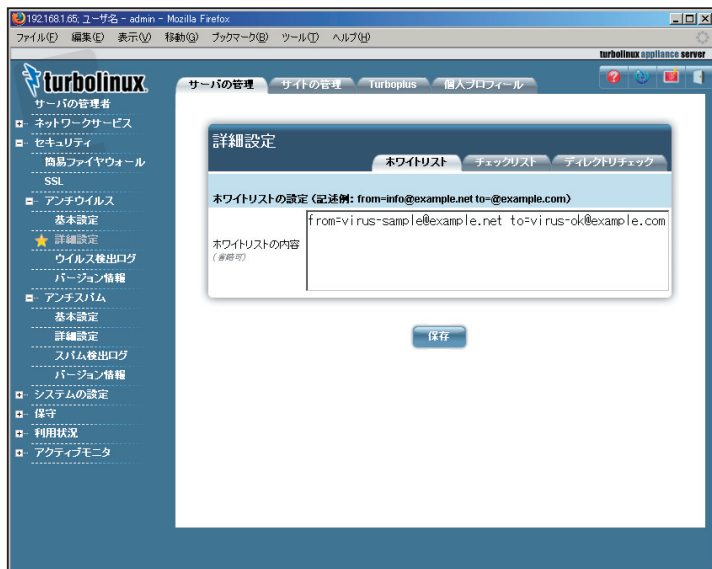 192.168.1.65; ユーザ名 - admin - Mozilla Firefox
ファイル(F) 編集(E) 表示(V) 移動(G) ブックマーク(B) ツール(T) ヘルプ(H)
turbolinux appliance server
turbolinux
サーバの管理 サイトの管理 Turboplus 個人プロフィール
サーバの管理者
ネットワークサービス
セキュリティ
簡易ファイヤウォール
SSL
アンチウイルス
基本設定
詳細設定
ウイルス検出ログ
バージョン情報
アンチスパム
基本設定
詳細設定
スパム検出ログ
バージョン情報
システムの設定
保守
利用状況
アクティブモニタ
詳細設定
ホワイトリスト チェックリスト ディレクトリチェック
ホワイトリストの設定 (記述例: from=info@example.net to=@example.com)
ホワイトリストの内容
(省略可)
from=virus-sample@example.net to=virus-ok@example.com
保存